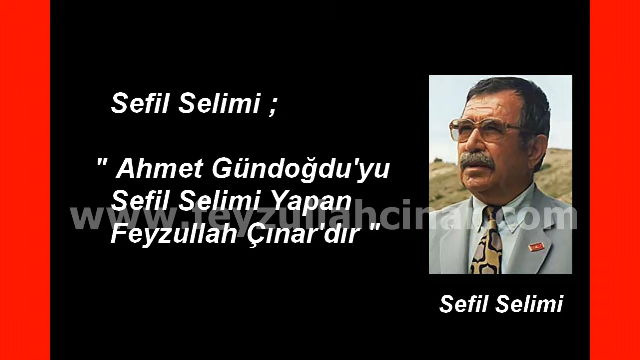 Sefil Selimi ;
" Ahmet Gündoğdu'yu
Sefil Selimi Yapan
www.feyzullahcinar.com
Feyzullah Çınar'dır "
Sefil Selimi